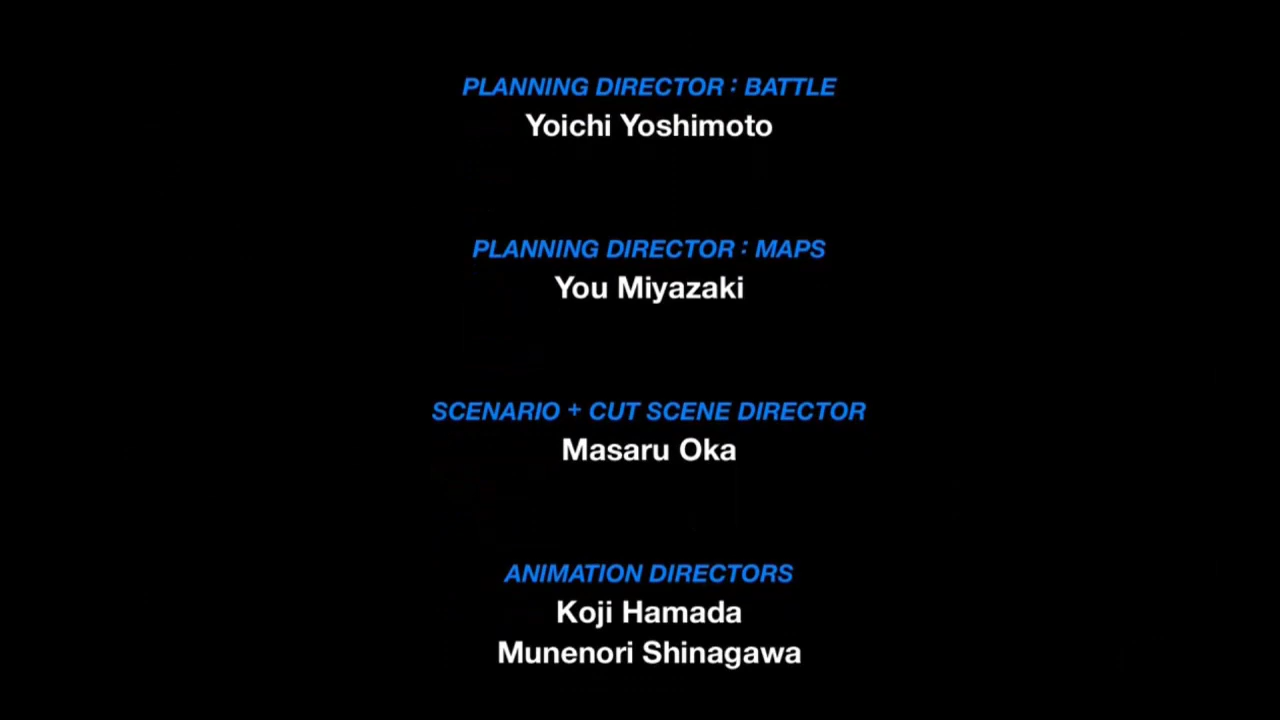 PLANNING DIRECTOR : BATTLE
Yoichi Yoshimoto
PLANNING DIRECTOR : MAPS
You Miyazaki
SCENARIO + CUT SCENE DIRECTOR
Masaru Oka
ANIMATION DIRECTORS
Koji Hamada
Munenori Shinagawa